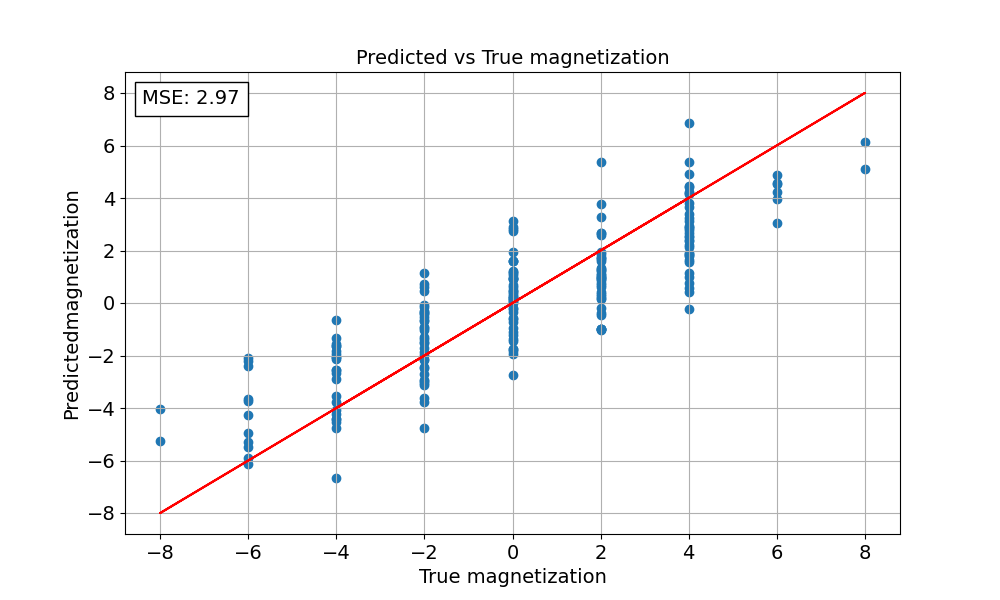 Predicted vs True magnetization
MSE: 2.97
8
6
4
2
0
−2
−4
−6
−8
Predictedmagnetization
−8 −6 −4 −2 0 2 4 6 8
True magnetization